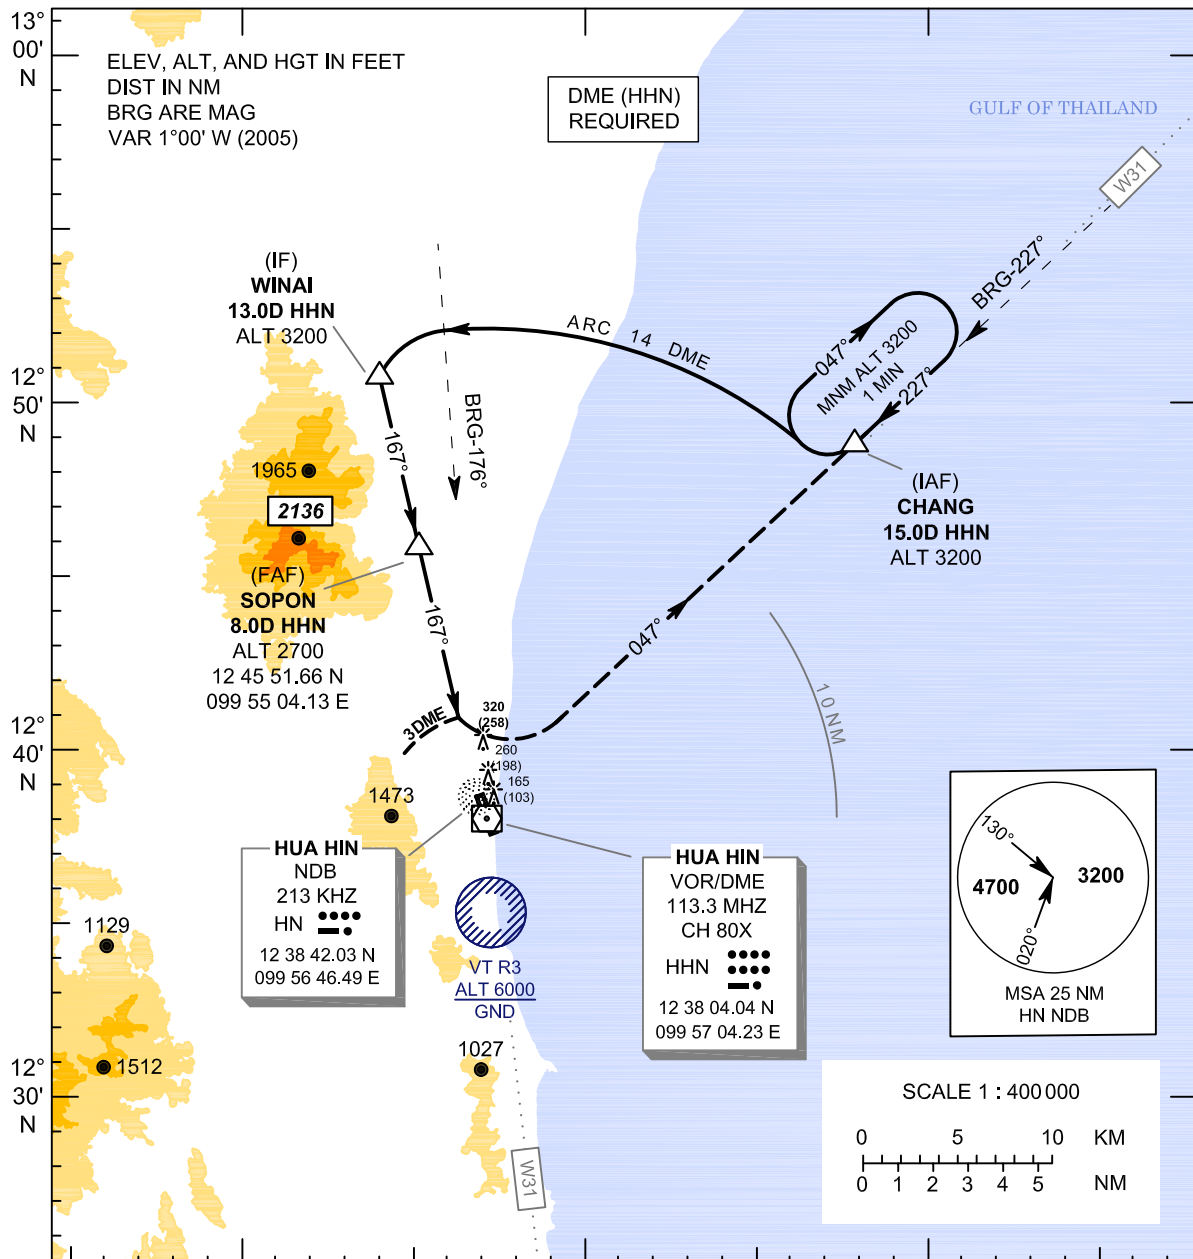 13°
00'
N
ELEV, ALT, AND HGT IN FEET
DIST IN NM
BRG ARE MAG
VAR 1°00' W (2005)
DME (HHN)
REQUIRED
GULF OF THAILAND
W31
BRG-227°
(IF)
WINAI
13.0D HHN
ALT 3200
ARC 14 DME
047°
MNM ALT 3200
1 MIN
227°
12°
50'
N
BRG-176°
167°
(IAF)
CHANG
15.0D HHN
ALT 3200
1965
2136
(FAF)
SOPON
8.0D HHN
ALT 2700
12 45 51.66 N
099 55 04.13 E
167°
047°
10NM
3DME
320
(258)
260
(198)
165
(103)
12°
40'
N
1473
HUA HIN
NDB
213 KHZ
HN
12 38 42.03 N
099 56 46.49 E
HUA HIN
VOR/DME
113.3 MHZ
CH 80X
HHN
12 38 04.04 N
099 57 04.23 E
130°
4700
3200
020°
MSA 25 NM
HN NDB
1129
VT R3
ALT 6000
GND
1512
1027
12°
30'
N
W31
SCALE 1 : 400 000
0 5 10 KM
0 1 2 3 4 5 NM